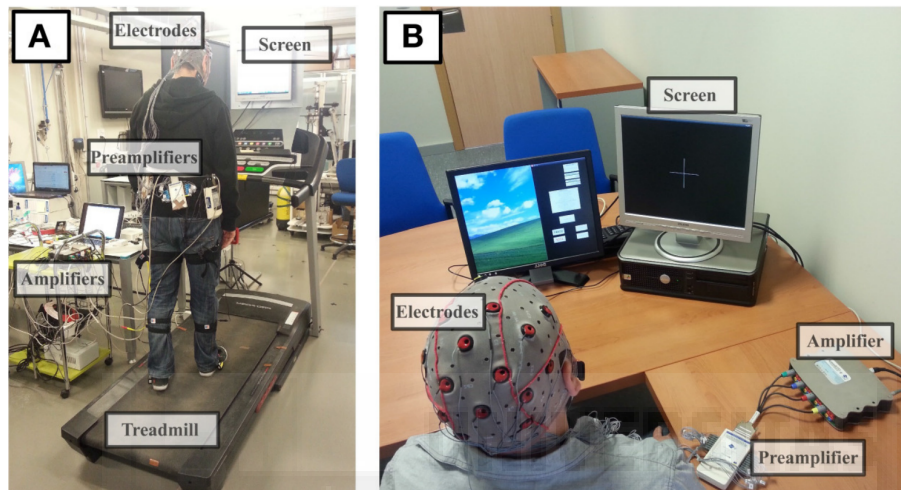 A
Electrodes
Screen
Preamplifiers
Amplifiers
Treadmill
B
Screen
Electrodes
Amplifier
Preamplifier